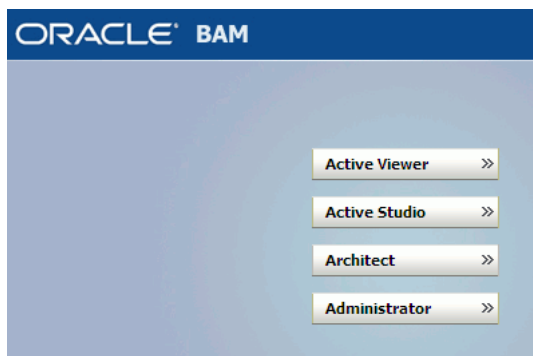 ORACLE® BAM
Active Viewer »
Active Studio »
Architect »
Administrator »